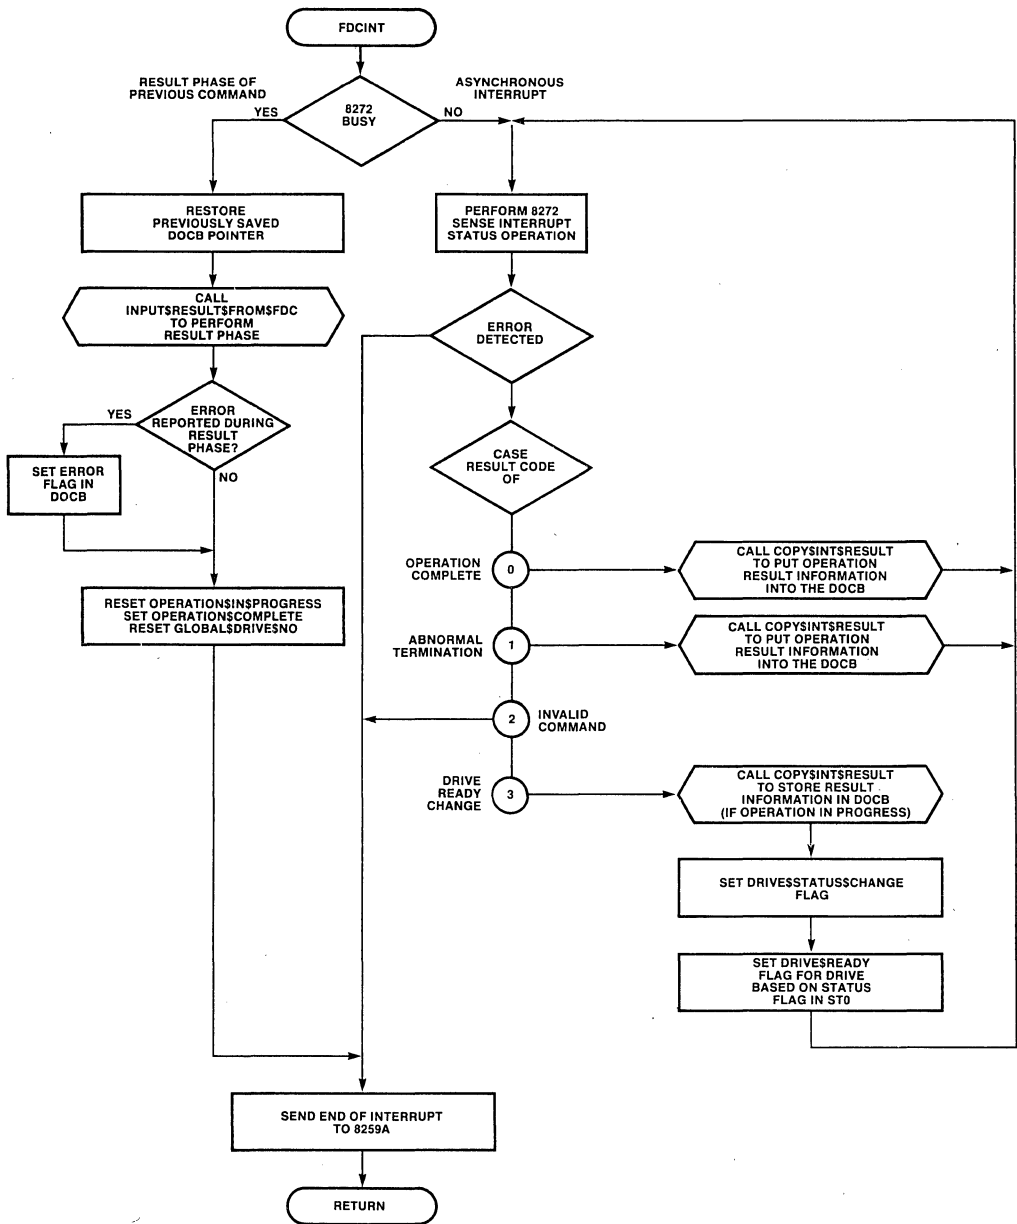 FDCINT
RESULT PHASE OF
PREVIOUS COMMAND
ASYNCHRONOUS
INTERRUPT
YES
8272
BUSY
NO
RESTORE
PREVIOUSLY SAVED
DOCB POINTER
PERFORM 8272
SENSE INTERRUPT
STATUS OPERATION
CALL
INPUT$RESULT$FROM$FDC
TO PERFORM
RESULT PHASE
ERROR
DETECTED
YES
ERROR
REPORTED DURING
RESULT
PHASE?
NO
SET ERROR
FLAG IN
DOCB
CASE
RESULT CODE
OF
OPERATION
COMPLETE
0
CALL COPY$INT$RESULT
TO PUT OPERATION
RESULT INFORMATION
INTO THE DOCB
RESET OPERATION$IN$PROGRESS
SET OPERATION$COMPLETE
RESET GLOBAL$DRIVE$NO
ABNORMAL
TERMINATION
1
CALL COPY$INT$RESULT
TO PUT OPERATION
RESULT INFORMATION
INTO THE DOCB
2
INVALID
COMMAND
DRIVE
READY
CHANGE
3
CALL COPY$INT$RESULT
TO STORE RESULT
INFORMATION IN DOCB
(IF OPERATION IN PROGRESS)
SET DRIVE$STATUS$CHANGE
FLAG
SET DRIVE$READY
FLAG FOR DRIVE
BASED ON STATUS
FLAG IN ST0
SEND END OF INTERRUPT
TO 8259A
RETURN